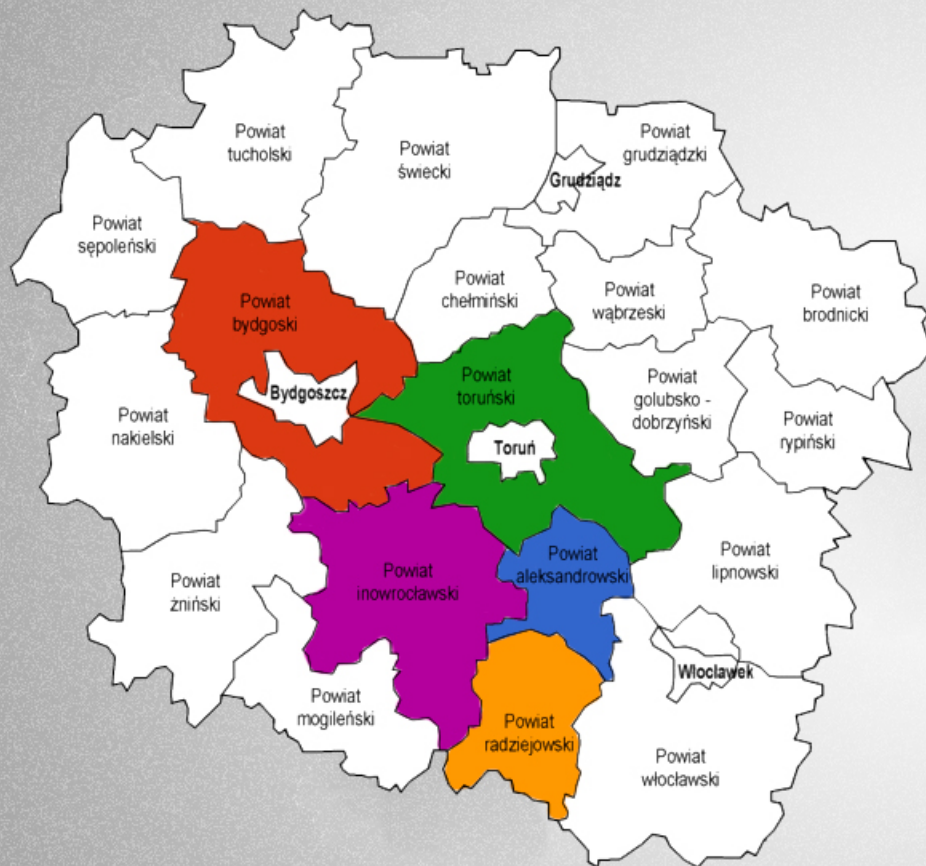 Powiat
tucholski
Powiat
świecki
Powiat
grudziądzki
Grudziądz
Powiat
sępoleński
Powiat
chełmiński
Powiat
wąbrzeski
Powiat
brodnicki
Powiat
bydgoski
Bydgoszcz
Powiat
toruński
Toruń
Powiat
golubsko -
dobrzyński
Powiat
rypiński
Powiat
nakielski
Powiat
żniński
Powiat
inowrocławski
Powiat
aleksandrowski
Powiat
lipnowski
Włocławek
Powiat
mogileński
Powiat
radziejowski
Powiat
włocławski